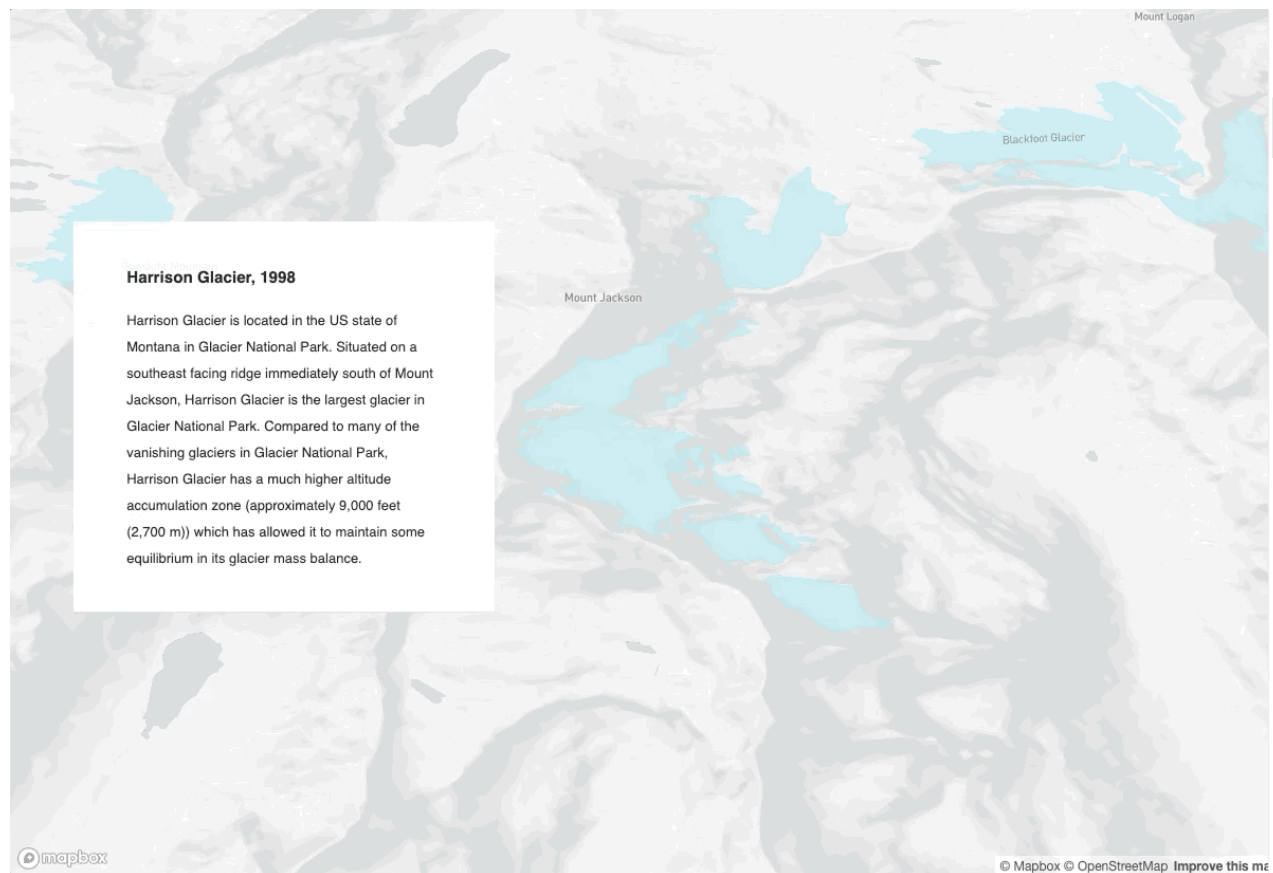 Mount Logan
Blackfoot Glacier
Mount Jackson
Harrison Glacier, 1998
Harrison Glacier is located in the US state of
Montana in Glacier National Park. Situated on a
southeast facing ridge immediately south of Mount
Jackson, Harrison Glacier is the largest glacier in
Glacier National Park. Compared to many of the
vanishing glaciers in Glacier National Park,
Harrison Glacier has a much higher altitude
accumulation zone (approximately 9,000 feet
(2,700 m)) which has allowed it to maintain some
equilibrium in its glacier mass balance.
mapbox
© Mapbox © OpenStreetMap Improve this ma